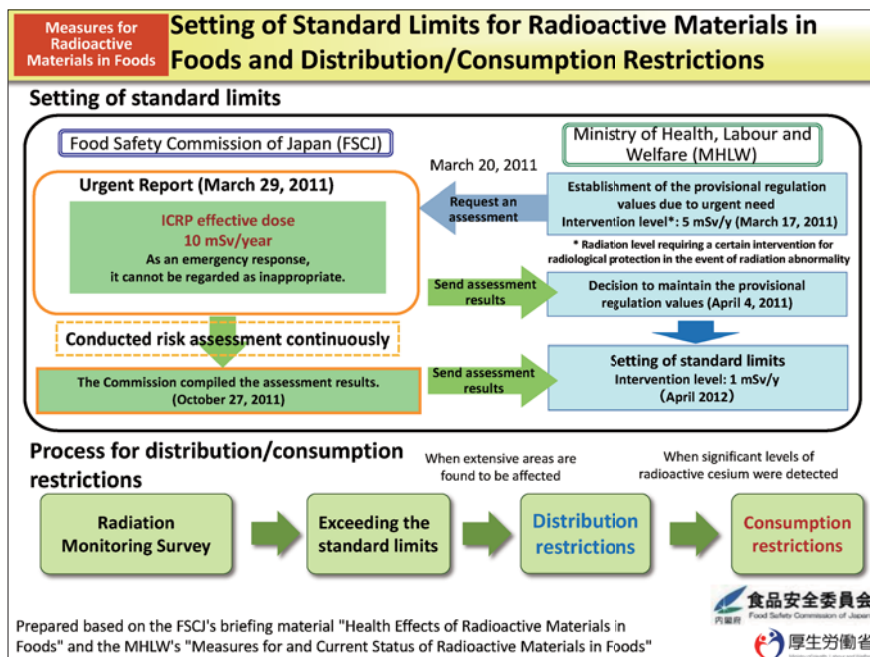 Measures for
Radioactive
Materials in Foods
Setting of Standard Limits for Radioactive Materials in
Foods and Distribution/Consumption Restrictions
Setting of standard limits
Food Safety Commission of Japan (FSCJ)
Ministry of Health, Labour and
Welfare (MHLW)
March 20, 2011
Urgent Report (March 29, 2011)
Request an
assessment
Establishment of the provisional regulation
values due to urgent need
Intervention level*: 5 mSv/y (March 17, 2011)
ICRP effective dose
10 mSv/year
As an emergency response,
it cannot be regarded as inappropriate.
* Radiation level requiring a certain intervention for
radiological protection in the event of radiation abnormality
Send assessment
results
Decision to maintain the provisional
regulation values (April 4, 2011)
Conducted risk assessment continuously
The Commission compiled the assessment results.
(October 27, 2011)
Send assessment
results
Setting of standard limits
Intervention level: 1 mSv/y
(April 2012)
Process for distribution/consumption
restrictions
When extensive areas are
found to be affected
When significant levels of
radioactive cesium were detected
Radiation
Monitoring Survey
Exceeding the
standard limits
Distribution
restrictions
Consumption
restrictions
Prepared based on the FSCJ's briefing material "Health Effects of Radioactive Materials in
Foods" and the MHLW's "Measures for and Current Status of Radioactive Materials in Foods"
内閣府
食品安全委員会
Food Safety Commission of Japan
厚生労働省